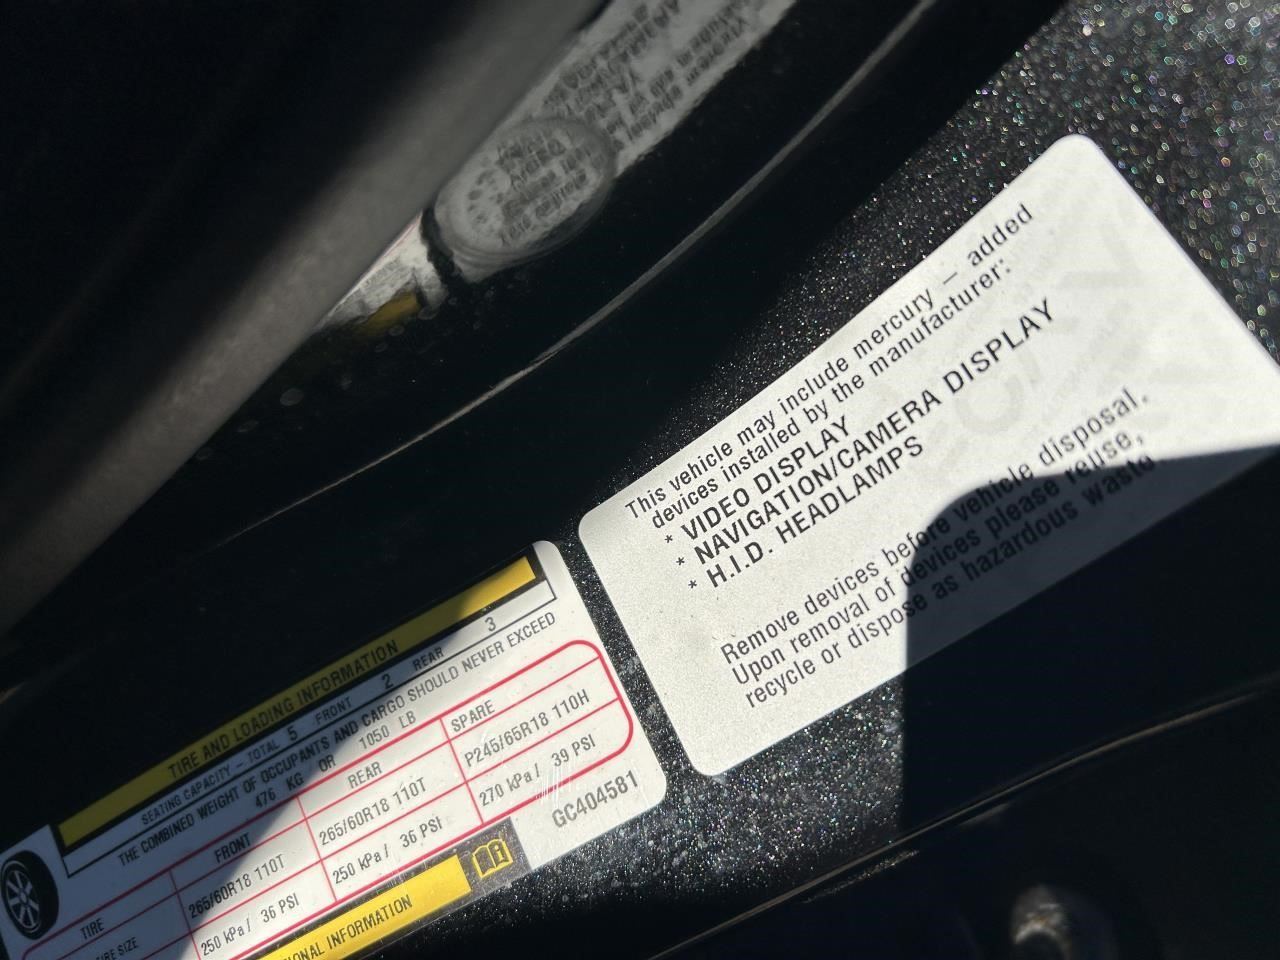 This vehicle may include mercury – added
devices installed by the manufacturer:
* VIDEO DISPLAY
* NAVIGATION/CAMERA DISPLAY
* H.I.D. HEADLAMPS
Remove devices before vehicle disposal.
Upon removal of devices please reuse,
recycle or dispose as hazardous waste.
TIRE AND LOADING INFORMATION
SEATING CAPACITY – TOTAL 5 FRONT 2 REAR 3
THE COMBINED WEIGHT OF OCCUPANTS AND CARGO SHOULD NEVER EXCEED
476 KG OR 1050 LB
TIRE FRONT REAR SPARE
TIRE SIZE 265/60R18 110T 265/60R18 110T P245/65R18 110H
250 kPa / 36 PSI 250 kPa / 36 PSI 270 kPa / 39 PSI
IONAL INFORMATION
GC404581